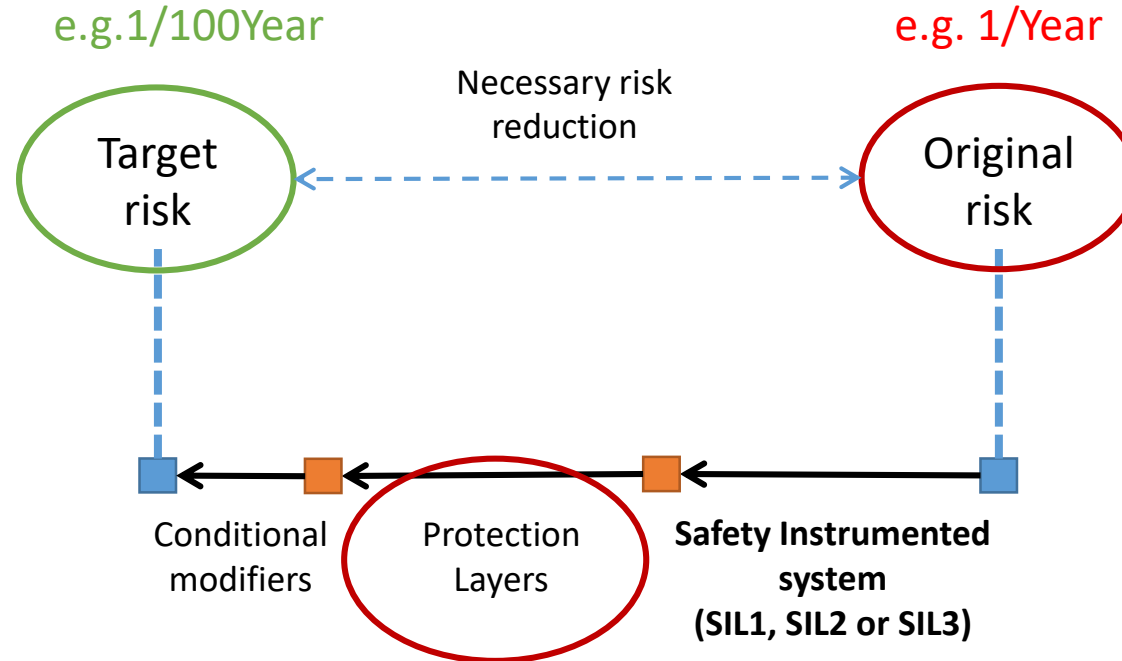 e.g.1/100Year
e.g. 1/Year
Necessary risk
reduction
Target
risk
Original
risk
Conditional
modifiers
Protection
Layers
Safety Instrumented
system
(SIL1, SIL2 or SIL3)